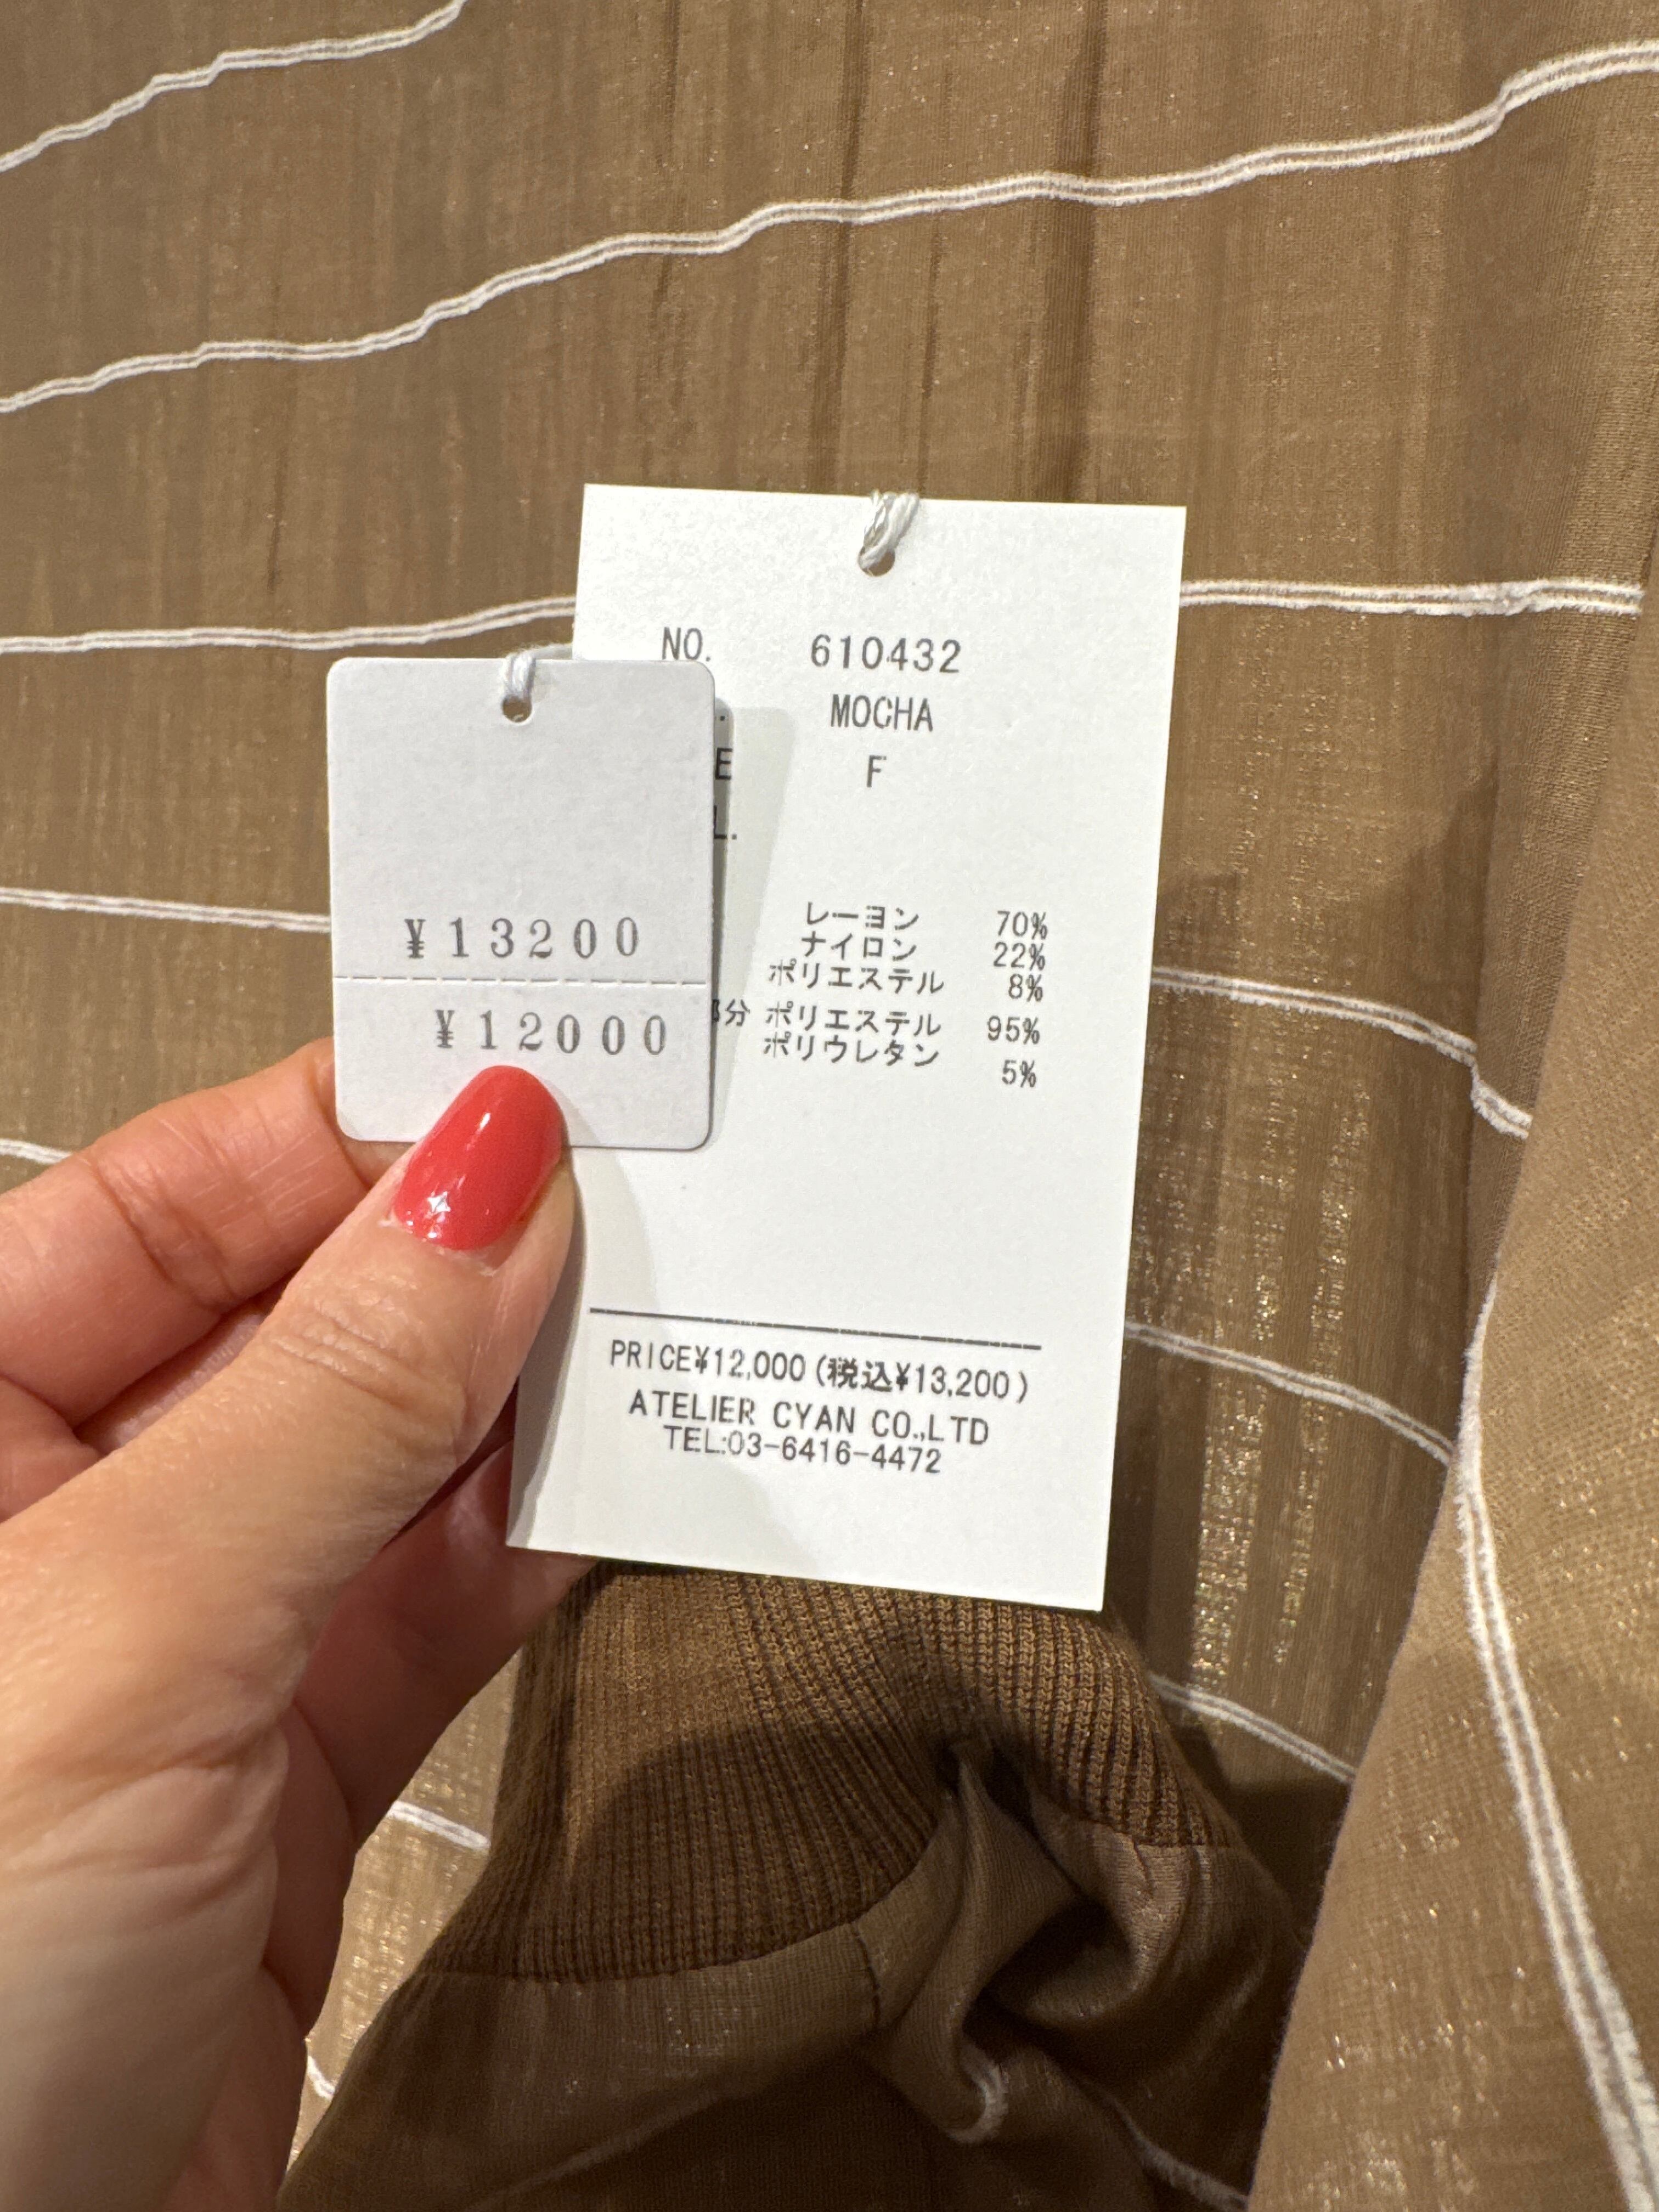 NO. 610432
MOCHA
F
レーヨン 70%
ナイロン 22%
ポリエステル 8%
分 ポリエステル 95%
ポリウレタン 5%
PRICE¥12,000(税込¥13,200)
ATELIER CYAN CO.,LTD
TEL:03-6416-4472
¥13200
¥12000